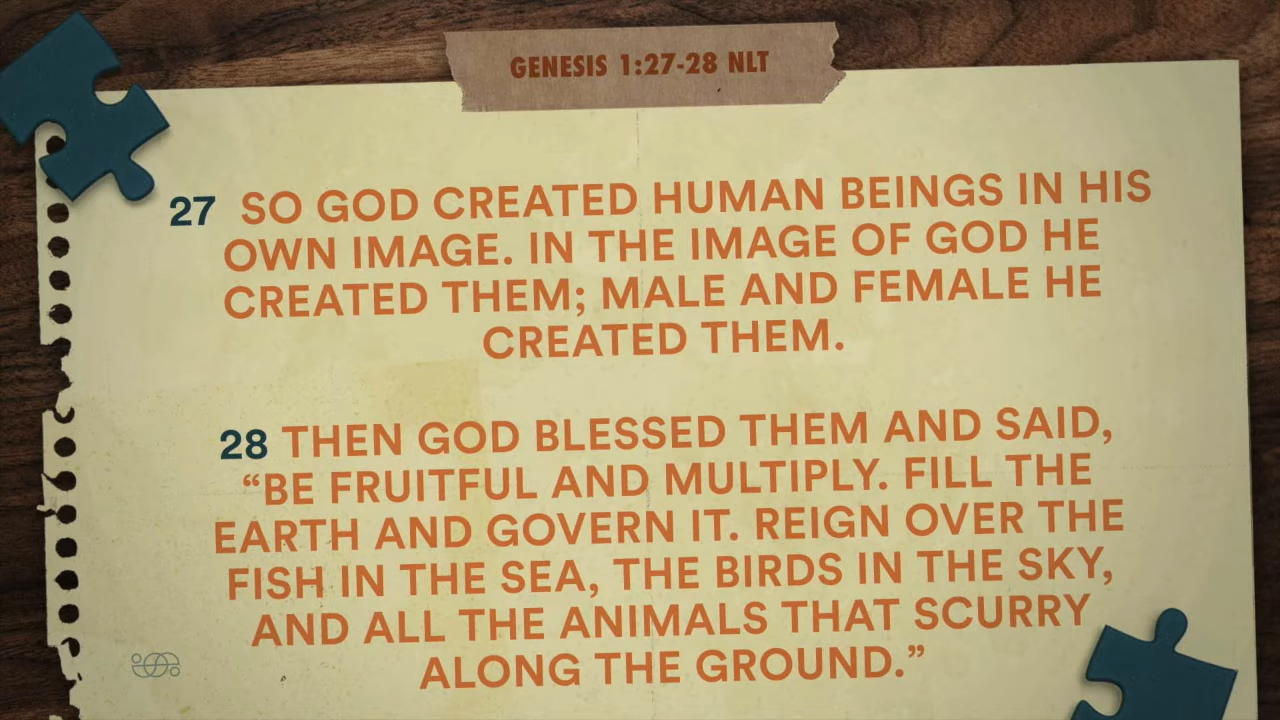 GENESIS 1:27-28 NLT
27 SO GOD CREATED HUMAN BEINGS IN HIS
OWN IMAGE. IN THE IMAGE OF GOD HE
CREATED THEM; MALE AND FEMALE HE
CREATED THEM.
28 THEN GOD BLESSED THEM AND SAID,
“BE FRUITFUL AND MULTIPLY. FILL THE
EARTH AND GOVERN IT. REIGN OVER THE
FISH IN THE SEA, THE BIRDS IN THE SKY,
AND ALL THE ANIMALS THAT SCURRY
ALONG THE GROUND.”